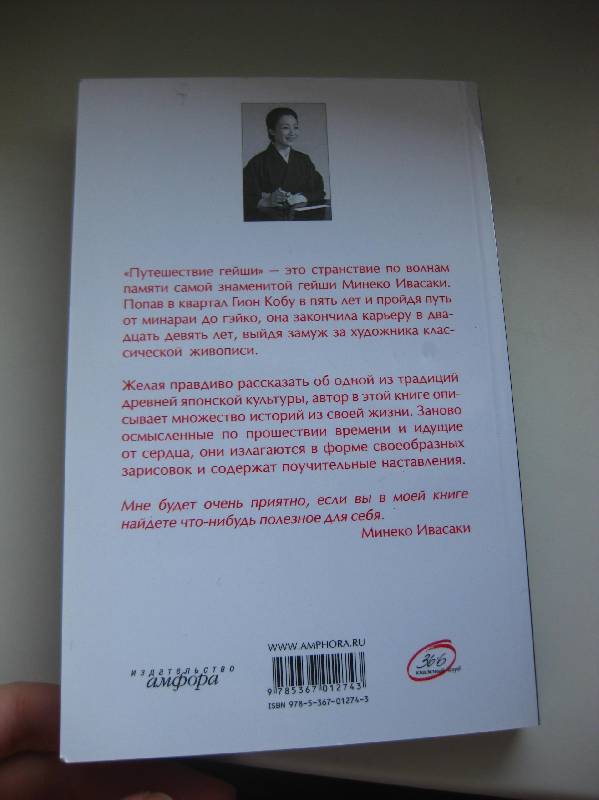 «Путешествие гейши» — это странствие по волнам
памяти самой знаменитой гейши Минеко Ивасаки.
Попав в квартал Гион Кобу в пять лет и пройдя путь
от минараи до гэйко, она закончила карьеру в два-
дцать девять лет, выйдя замуж за художника клас-
сической живописи.
Желая правдиво рассказать об одной из традиций
древней японской культуры, автор в этой книге опи-
сывает множество историй из своей жизни. Заново
осмысленные по прошествии времени и идущие
от сердца, они излагаются в форме своеобразных
зарисовок и содержат поучительные наставления.
Мне будет очень приятно, если вы в моей книге
найдете что-нибудь полезное для себя.
Минеко Ивасаки
WWW.AMPHORA.RU
издательство
амфора
9 785367 012743
ISBN 978-5-367-01274-3
366
книжный клуб